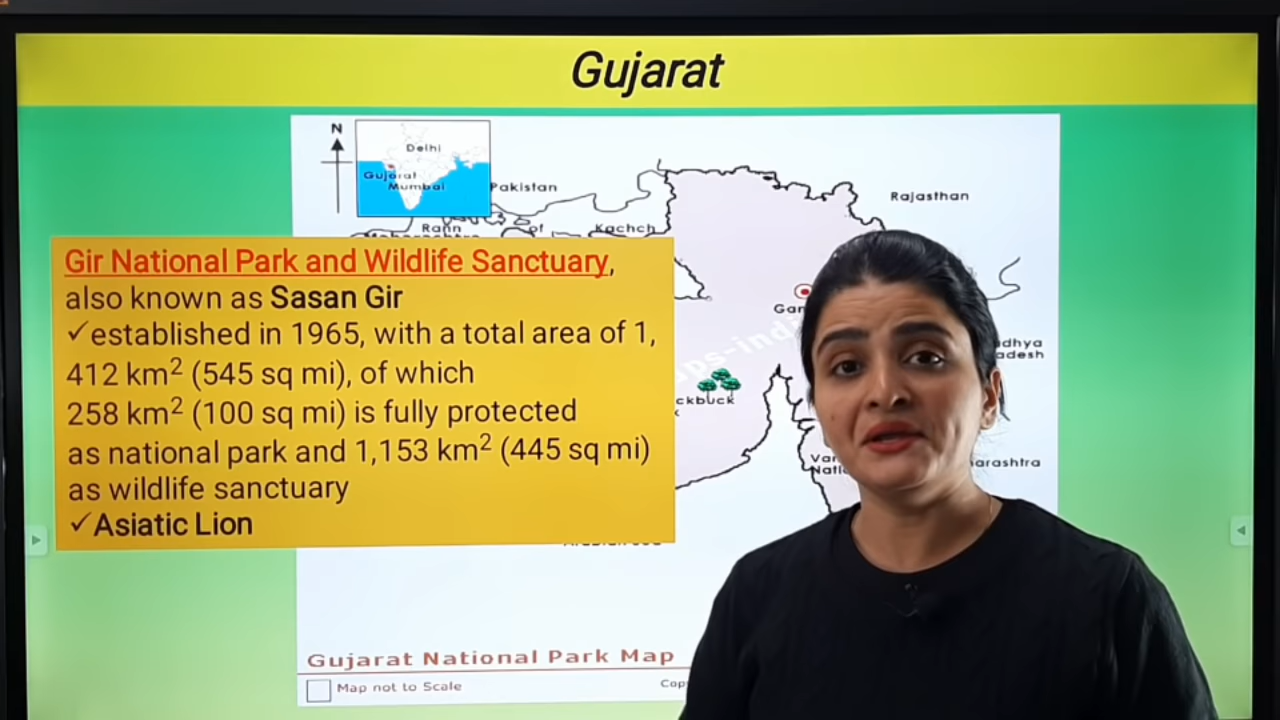 Gujarat
N
Delhi
Gujarat
Mumbai
Pakistan
Rajasthan
Rann of Kachch
Gir National Park and Wildlife Sanctuary,
also known as Sasan Gir
✓established in 1965, with a total area of 1,
412 km² (545 sq mi), of which
258 km² (100 sq mi) is fully protected
as national park and 1,153 km² (445 sq mi)
as wildlife sanctuary
✓Asiatic Lion
Gujarat National Park Map
Map not to Scale